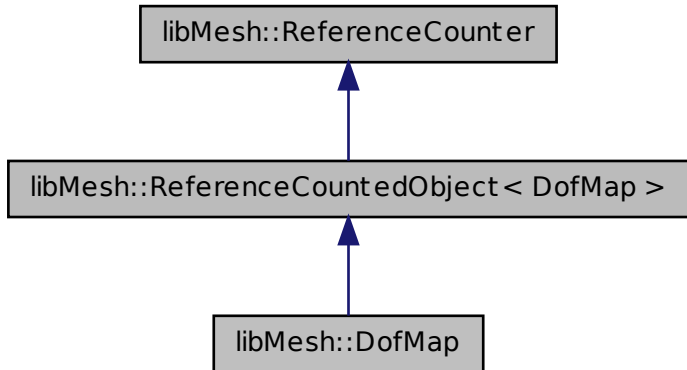 libMesh::ReferenceCounter
libMesh::ReferenceCountedObject< DofMap >
libMesh::DofMap